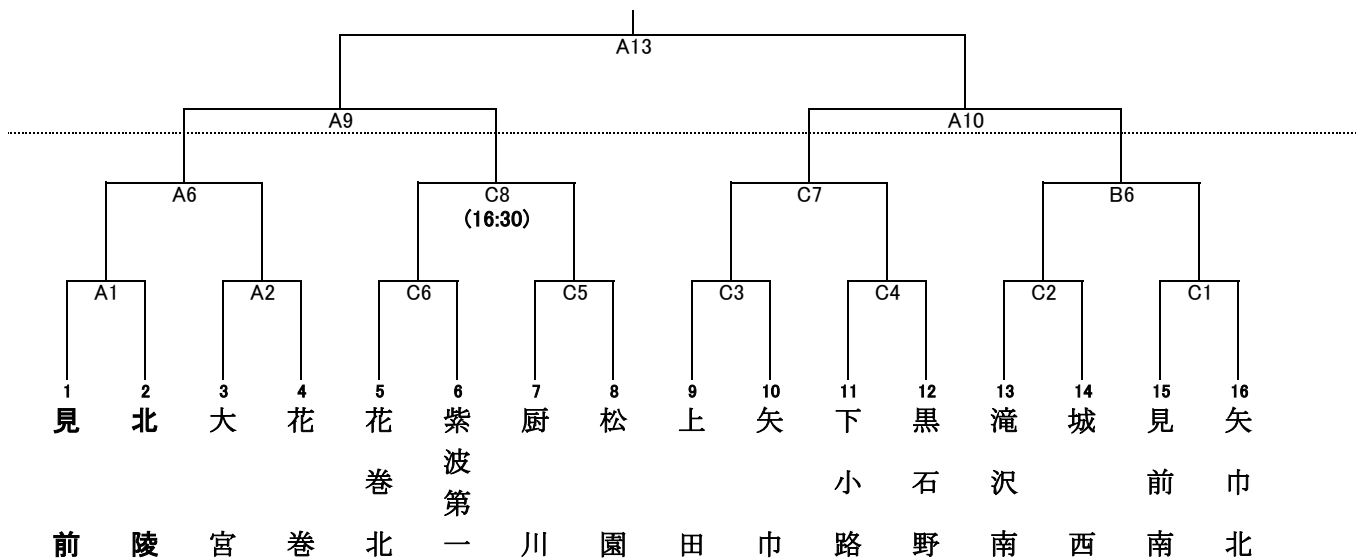 A13
A9
A10
A6
C8
(16:30)
C7
B6
A1
A2
C6
C5
C3
C4
C2
C1
1
2
3
4
5
6
7
8
9
10
11
12
13
14
15
16
見前
北陵
大宮
花巻
花巻北
紫波第一
厨川
松園
上田
矢巾
下小路
黒石野
滝沢南
城西
見前南
矢巾北